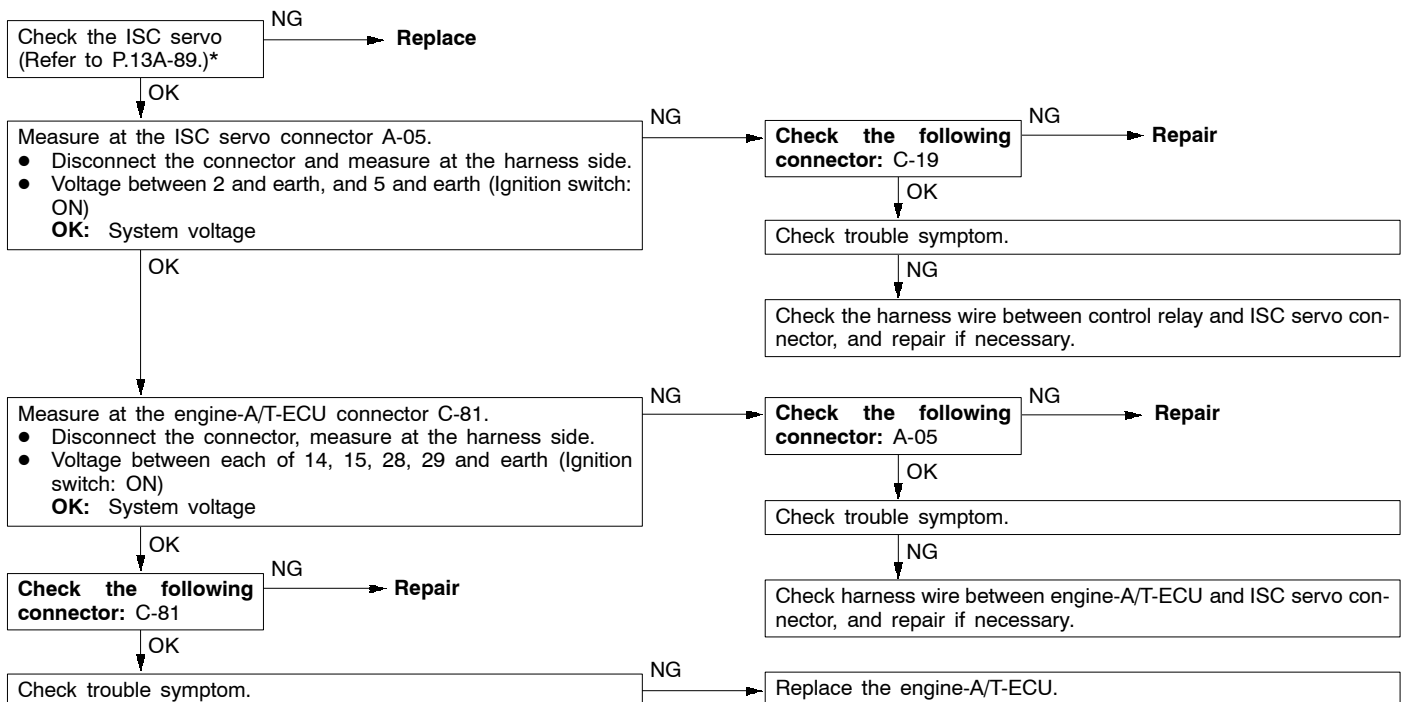 NG
Check the ISC servo
(Refer to P.13A-89.)*
Replace
OK
NG
Measure at the ISC servo connector A-05.
● Disconnect the connector and measure at the harness side.
● Voltage between 2 and earth, and 5 and earth (Ignition switch:
ON)
OK: System voltage
NG
Check the following
connector: C-19
Repair
OK
Check trouble symptom.
NG
Check the harness wire between control relay and ISC servo con-
nector, and repair if necessary.
OK
NG
Measure at the engine-A/T-ECU connector C-81.
● Disconnect the connector, measure at the harness side.
● Voltage between each of 14, 15, 28, 29 and earth (Ignition
switch: ON)
OK: System voltage
NG
Check the following
connector: A-05
Repair
OK
Check trouble symptom.
NG
Check harness wire between engine-A/T-ECU and ISC servo con-
nector, and repair if necessary.
OK
NG
Check the following
connector: C-81
Repair
OK
Check trouble symptom.
NG
Replace the engine-A/T-ECU.